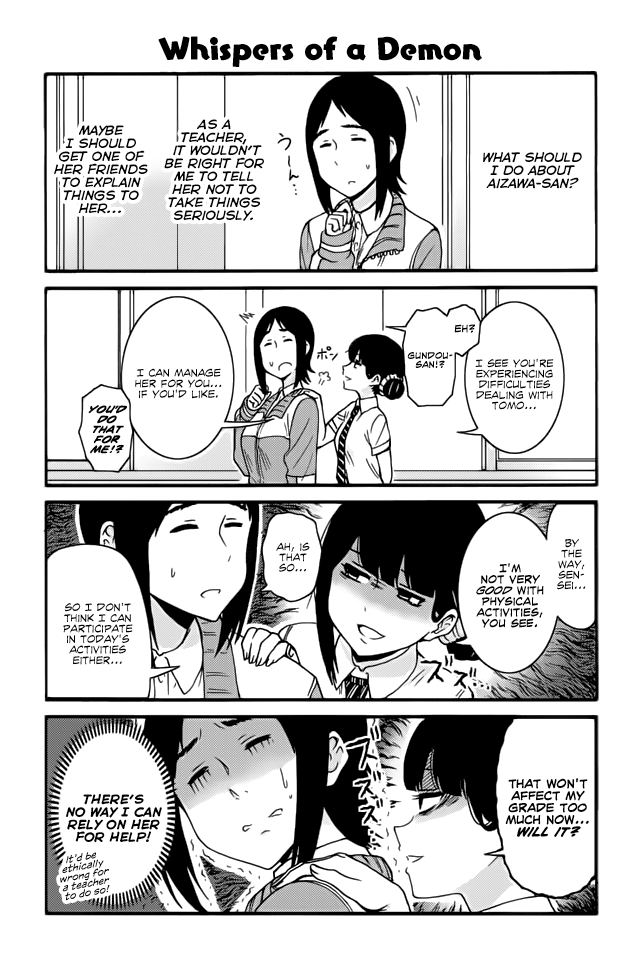 Whispers of a Demon
WHAT SHOULD
I DO ABOUT
AIZAWA-SAN?
AS A
TEACHER,
IT WOULDN'T
BE RIGHT FOR
ME TO TELL
HER NOT TO
TAKE THINGS
SERIOUSLY.
MAYBE
I SHOULD
GET ONE OF
HER FRIENDS
TO EXPLAIN
THINGS TO
HER...
うーん…
I SEE YOU'RE
EXPERIENCING
DIFFICULTIES
DEALING WITH
TOMO...
EH?
GUNDOU-
SAN!?
ポン
I CAN MANAGE
HER FOR YOU...
IF YOU'D LIKE.
YOU'D
DO THAT
FOR
ME!?
BY
THE
WAY,
SEN-
SEI...
I'M
NOT VERY
GOOD WITH
PHYSICAL
ACTIVITIES,
YOU SEE.
AH, IS
THAT
SO...
ズズズ
SO I DON'T
THINK I CAN
PARTICIPATE
IN TODAY'S
ACTIVITIES
EITHER...
THAT WON'T
AFFECT MY
GRADE TOO
MUCH NOW...
WILL IT?
ズズズ
THERE'S
NO WAY I CAN
RELY ON HER
FOR HELP!
It'd be
ethically
wrong for
a teacher
to do so!